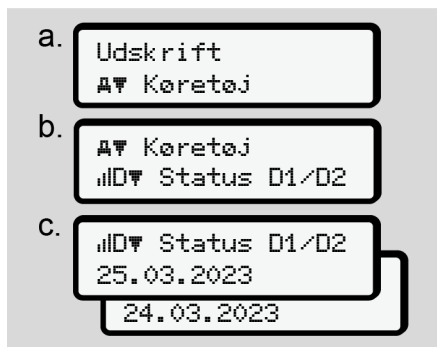 a.
Udskrift
Køretøj
b.
Køretøj
D Status D1/D2
c.
D Status D1/D2
25.03.2023
24.03.2023